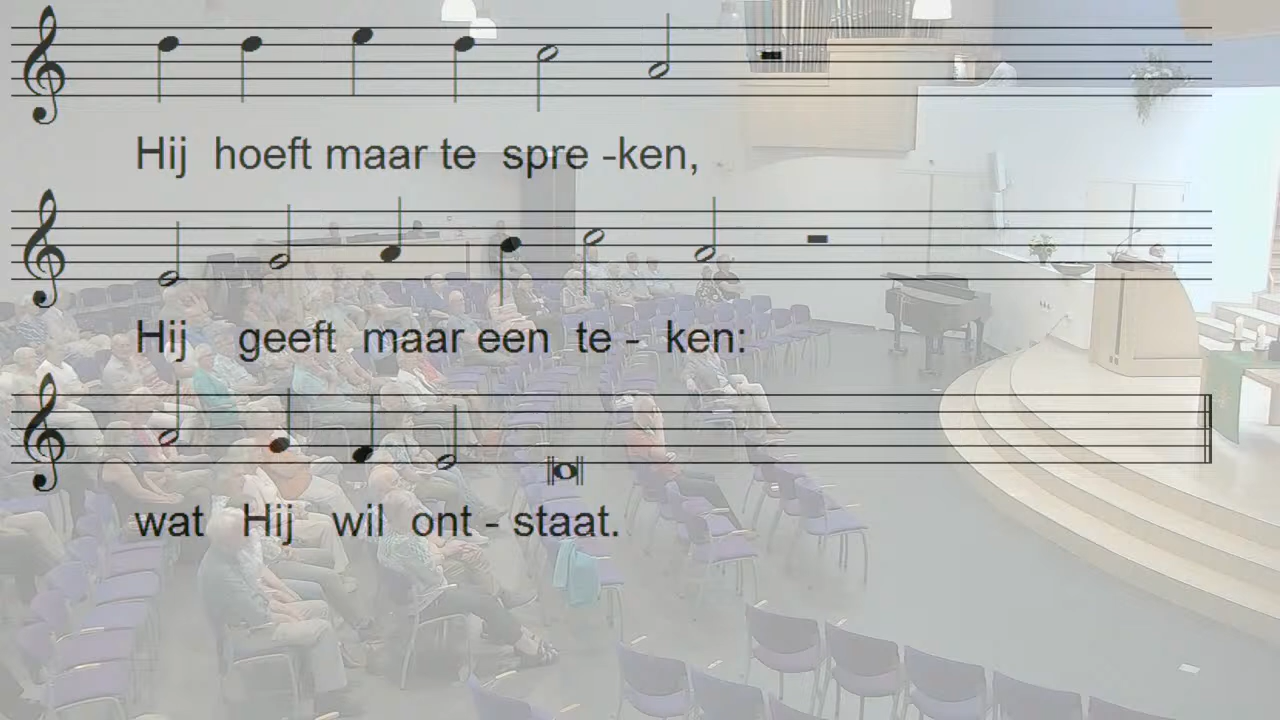 Hij hoeft maar te spre -ken,
Hij geeft maar een te - ken:
wat Hij wil ont - staat.